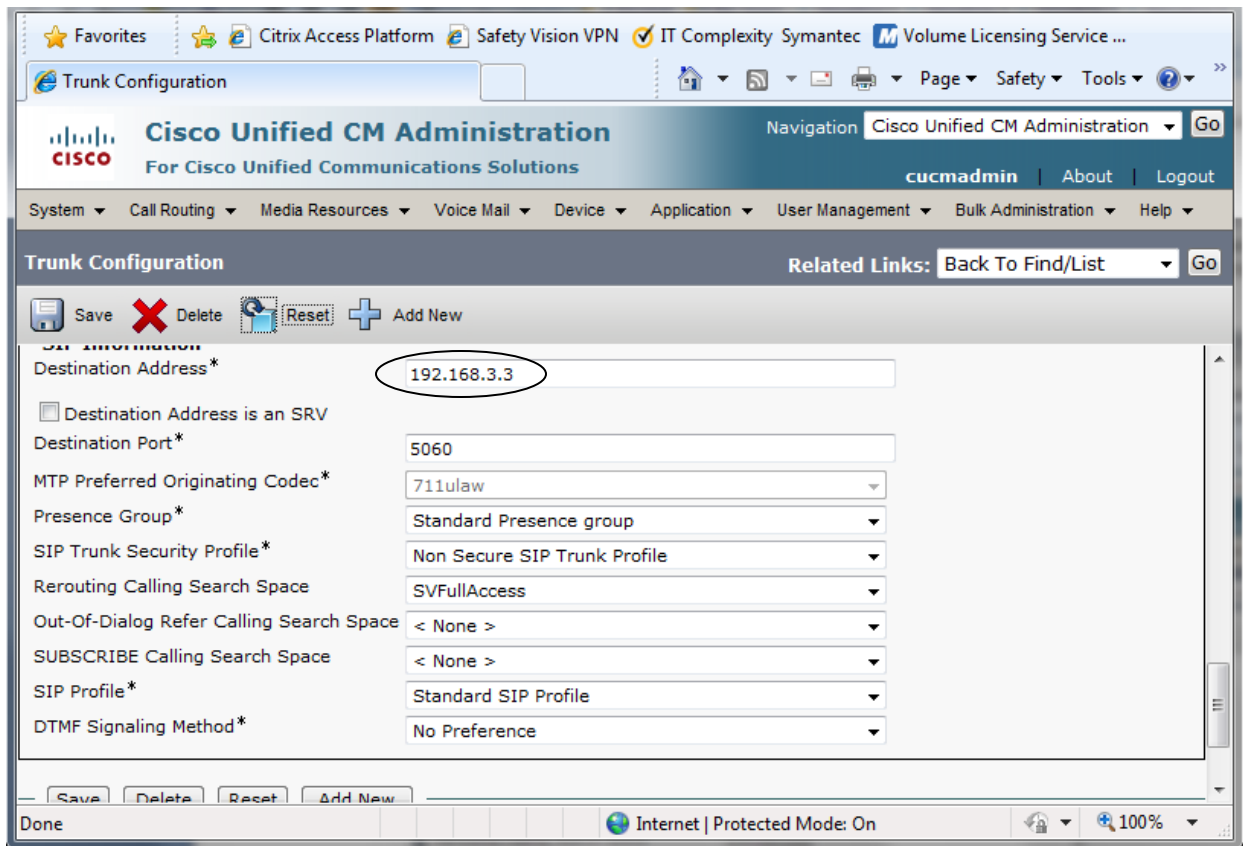 Favorites Citrix Access Platform Safety Vision VPN IT Complexity Symantec Volume Licensing Service ...
Trunk Configuration Page Safety Tools »
CISCO Cisco Unified CM Administration Navigation Cisco Unified CM Administration Go
For Cisco Unified Communications Solutions cucmadmin | About | Logout
System Call Routing Media Resources Voice Mail Device Application User Management Bulk Administration Help
Trunk Configuration Related Links: Back To Find/List Go
Save Delete Reset Add New
SIP Information
Destination Address* 192.168.3.3
Destination Address is an SRV
Destination Port* 5060
MTP Preferred Originating Codec* 711ulaw
Presence Group* Standard Presence group
SIP Trunk Security Profile* Non Secure SIP Trunk Profile
Rerouting Calling Search Space SVFullAccess
Out-Of-Dialog Refer Calling Search Space < None >
SUBSCRIBE Calling Search Space < None >
SIP Profile* Standard SIP Profile
DTMF Signaling Method* No Preference
Save Delete Reset Add New
Done Internet | Protected Mode: On 100%